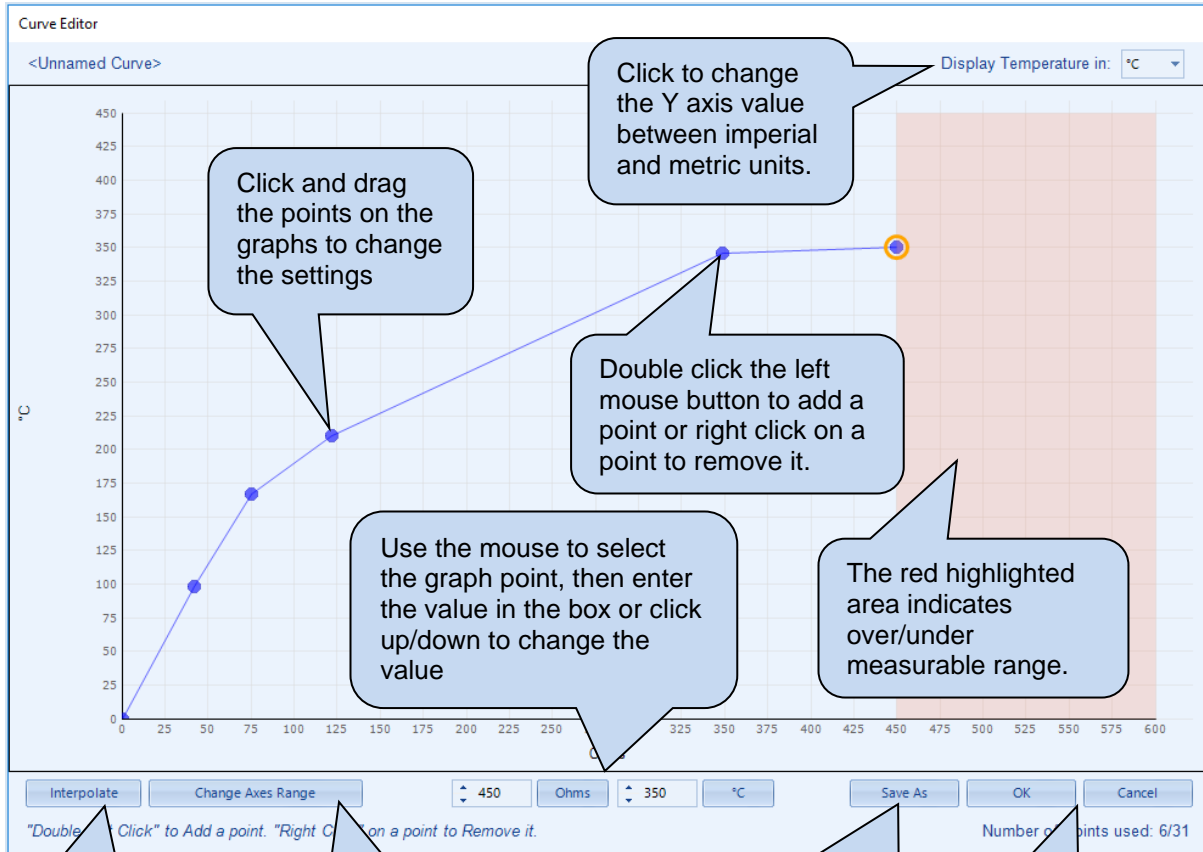 Curve Editor
<Unnamed Curve>
Display Temperature in: °C
Click to change
the Y axis value
between imperial
and metric units.
Click and drag
the points on the
graphs to change
the settings
Double click the left
mouse button to add a
point or right click on a
point to remove it.
Use the mouse to select
the graph point, then enter
the value in the box or click
up/down to change the
value
The red highlighted
area indicates
over/under
measurable range.
450
425
400
375
350
325
300
275
250
225
200
175
150
125
100
75
50
25
0
°C
0 25 50 75 100 125 150 175 200 225 250 325 350 375 400 425 450 475 500 525 550 575 600
Interpolate Change Axes Range 450 Ohms 350 °C Save As OK Cancel
"Double Click" to Add a point. "Right on a point to Remove it.
Number used: 6/31